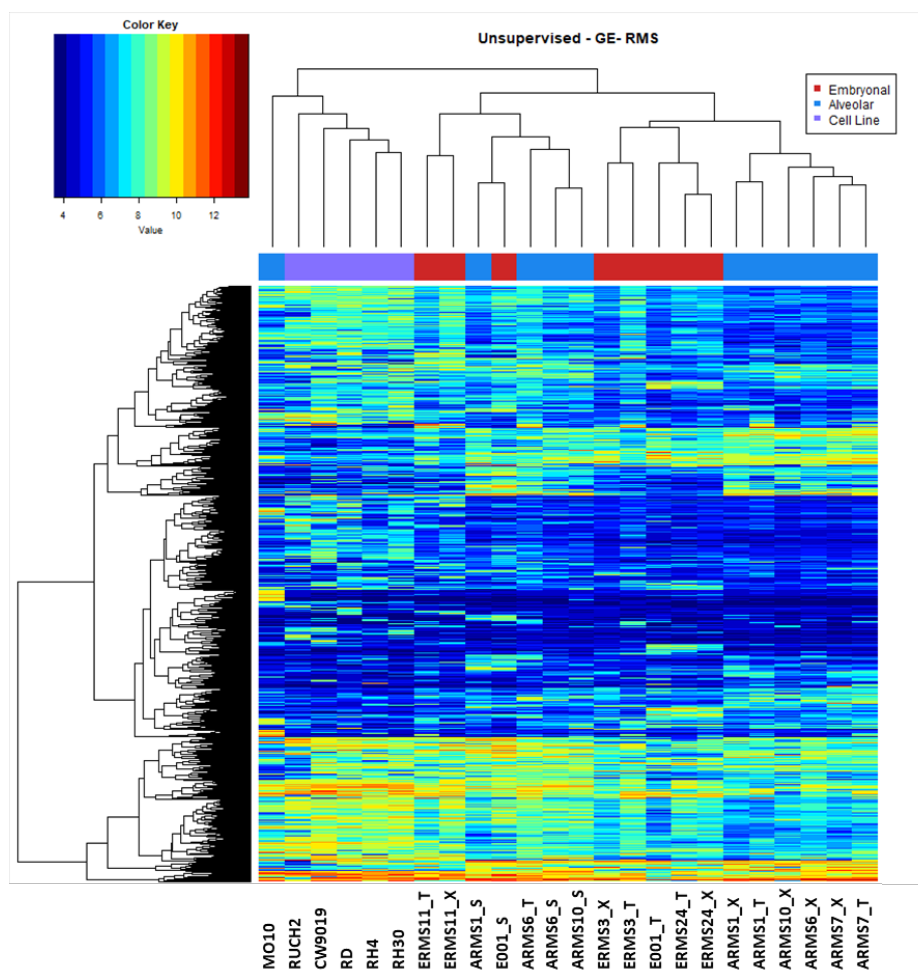 Color Key
4 6 8 10 12
Value
Unsupervised - GE- RMS
Embryonal
Alveolar
Cell Line
MO10
RUCH2
CW9019
RD
RH4
RH30
ERMS11_T
ERMS11_X
ARMS1_S
E001_S
ARMS6_T
ARMS6_S
ARMS10_S
ERMS3_X
ERMS3_T
E001_T
ERMS24_T
ERMS24_X
ARMS1_X
ARMS1_T
ARMS10_X
ARMS6_X
ARMS7_X
ARMS7_T